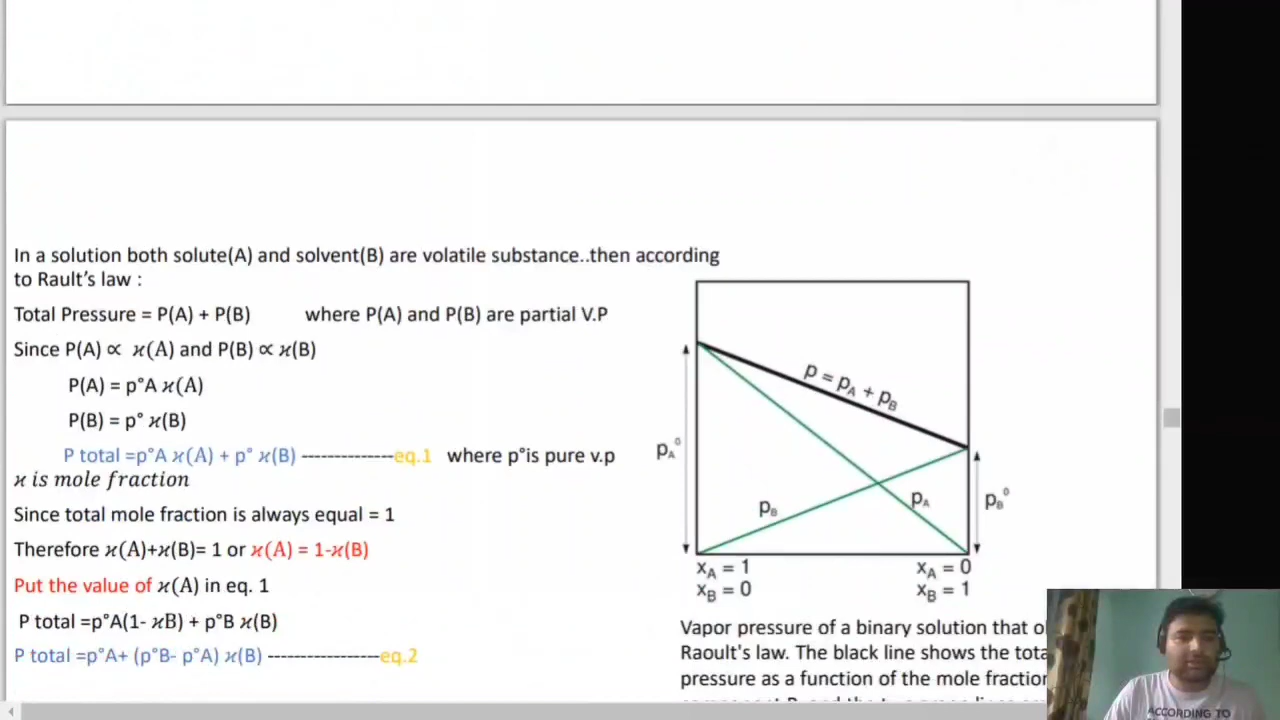 In a solution both solute(A) and solvent(B) are volatile substance..then according
to Rault’s law :
Total Pressure = P(A) + P(B) where P(A) and P(B) are partial V.P
Since P(A) ∝ ϰ(A) and P(B) ∝ ϰ(B)
P(A) = p°A ϰ(A)
P(B) = p° ϰ(B)
P total =p°A ϰ(A) + p° ϰ(B) --------------eq.1 where p°is pure v.p
ϰ is mole fraction
Since total mole fraction is always equal = 1
Therefore ϰ(A)+ϰ(B)= 1 or ϰ(A) = 1-ϰ(B)
Put the value of ϰ(A) in eq. 1
P total =p°A(1- ϰB) + p°B ϰ(B)
P total =p°A+ (p°B- p°A) ϰ(B) -----------------eq.2
p = pA + pB
pA°
pB
pA
pB°
xA = 1
xB = 0
xA = 0
xB = 1
Vapor pressure of a binary solution that
Raoult's law. The black line shows the
pressure as a function of the mole fraction
ACCORDING TO